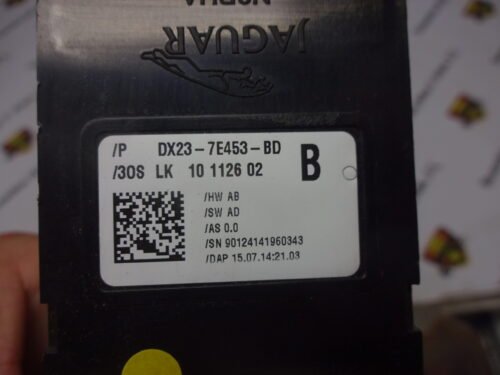 JAGUAR
/P DX23-7E453-BD
/30S LK 10 1126 02 B
/HW AB
/SW AD
/AS 0.0
/SN 90124141960343
/DAP 15.07.14:21.03